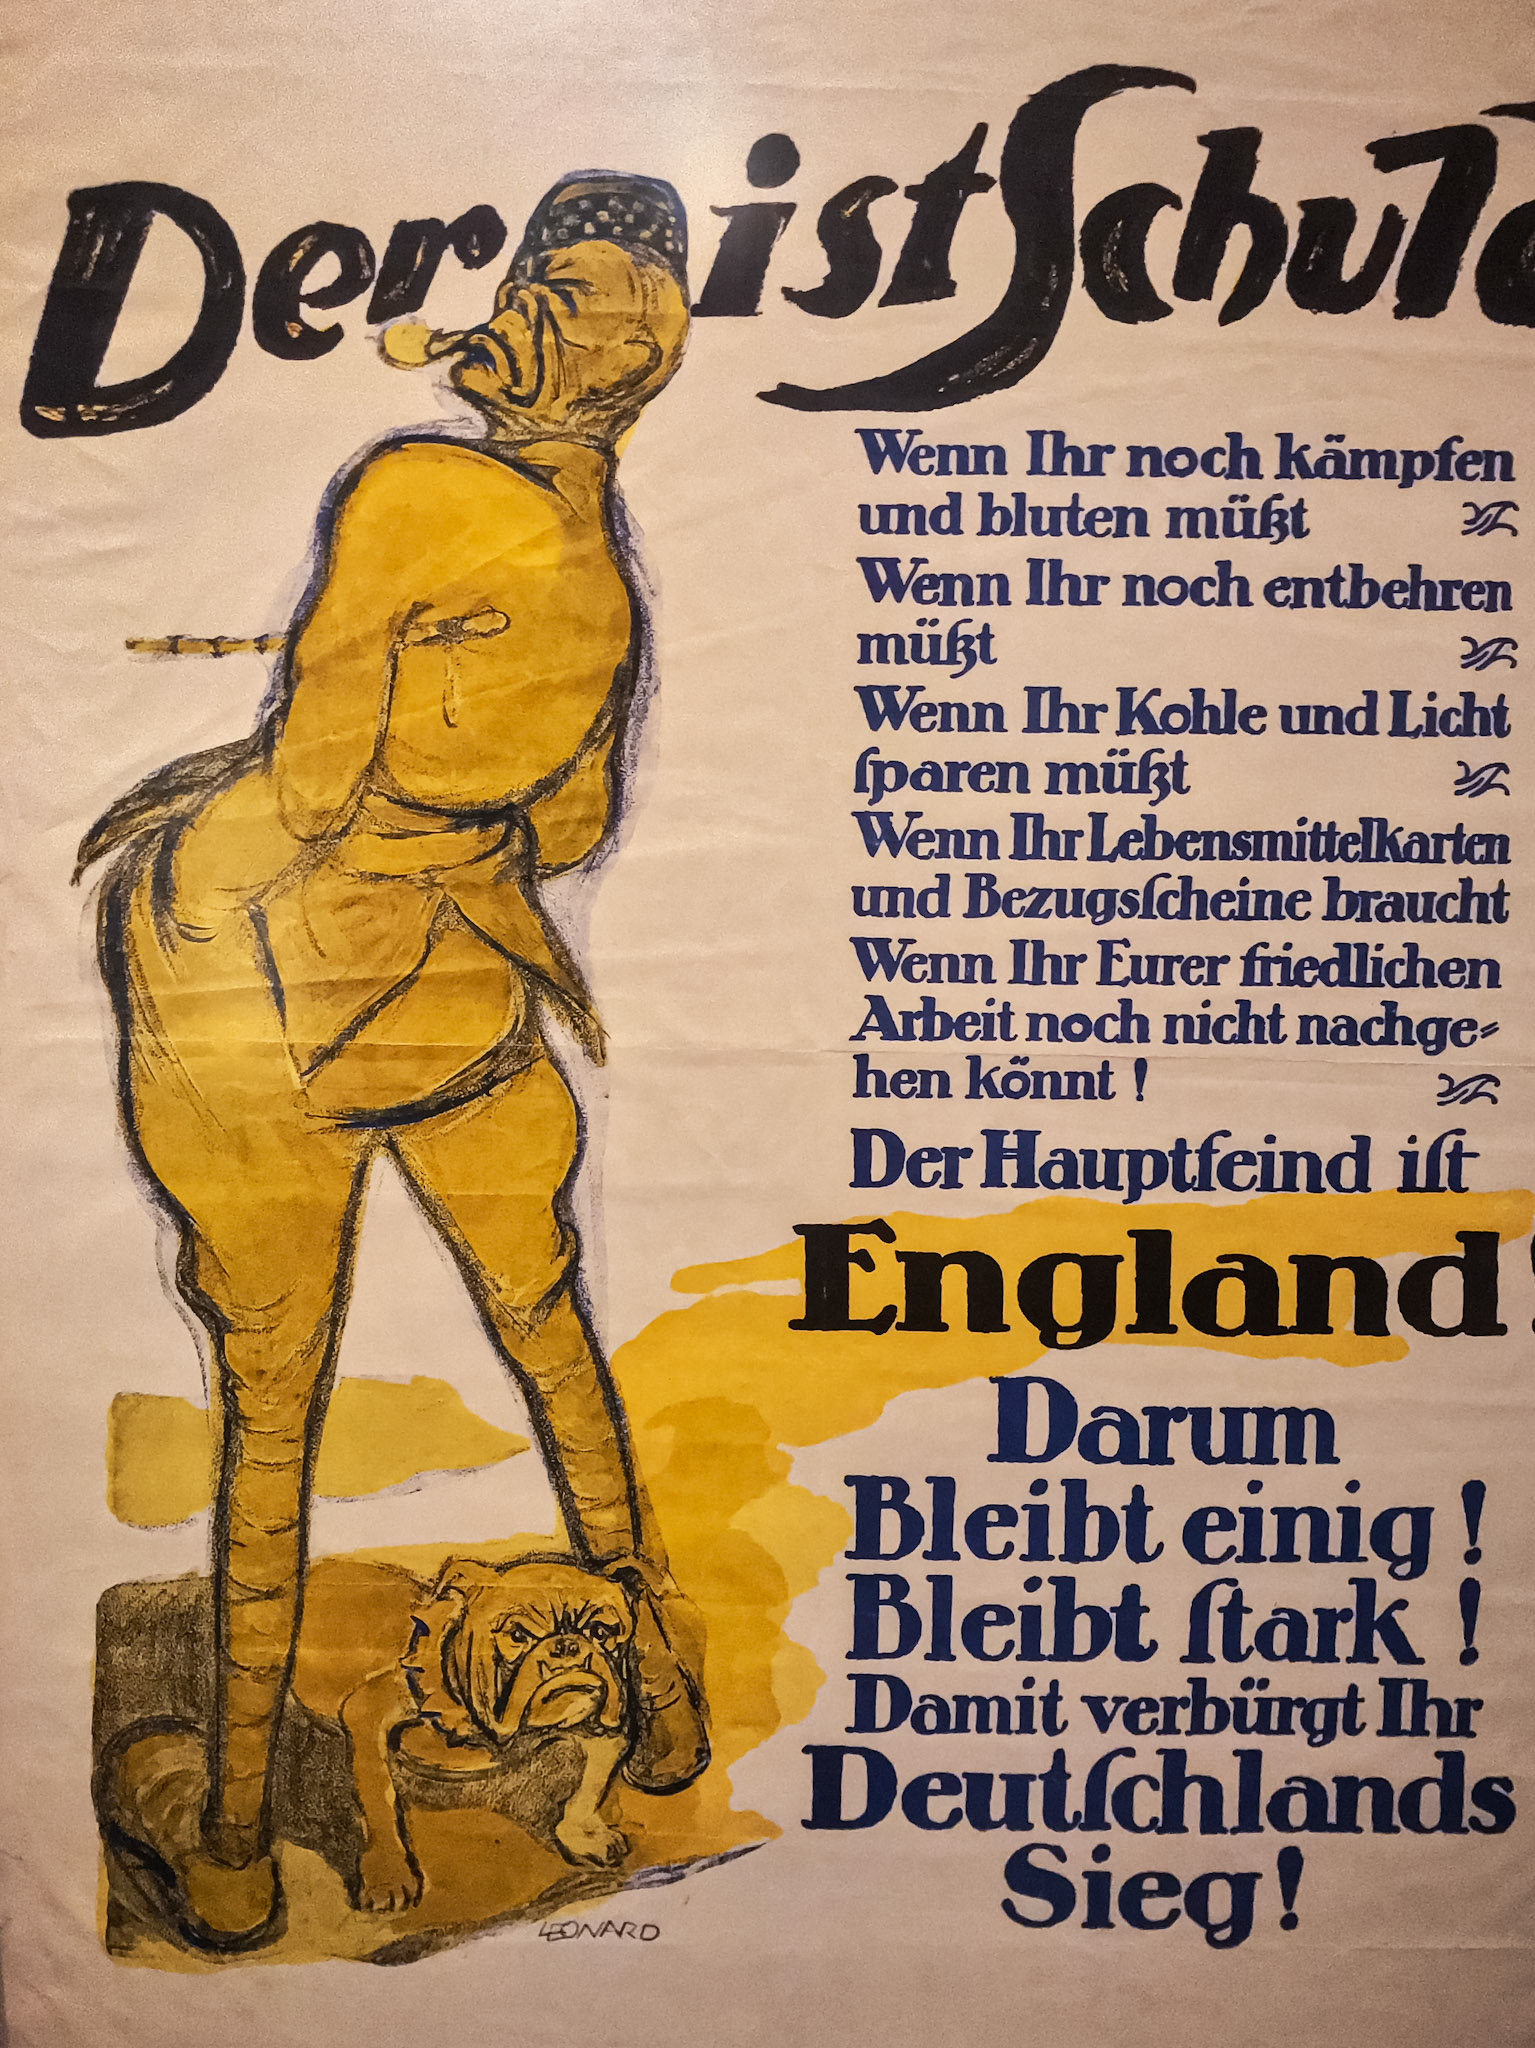 Der ist Schuld
Wenn Ihr noch kämpfen
und bluten müßt
Wenn Ihr noch entbehren
müßt
Wenn Ihr Kohle und Licht
ſparen müßt
Wenn Ihr Lebensmittelkarten
und Bezugsſcheine braucht
Wenn Ihr Eurer friedlichen
Arbeit noch nicht nachge⸗
hen könnt !
Der Hauptfeind iſt
England!
Darum
Bleibt einig !
Bleibt ſtark !
Damit verbürgt Ihr
Deutſchlands
Sieg !
LEONARD